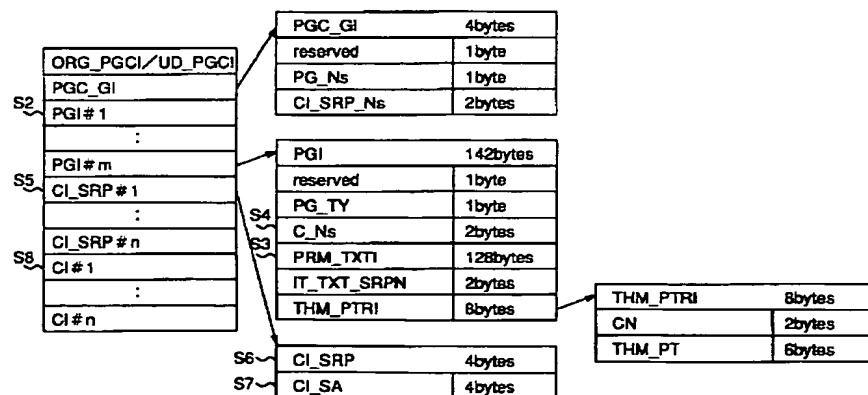 ORG_PGCI/UD_PGCI
PGC_GI
S2
PGI#1
:
PGI#m
S5
CI_SRP#1
:
CI_SRP#n
S8
CI#1
:
CI#n
PGC_GI 4bytes
reserved 1byte
PG_Ns 1byte
CI_SRP_Ns 2bytes
PGI 142bytes
reserved 1byte
PG_TY 1byte
S4
C_Ns 2bytes
S3
PRM_TXTI 128bytes
IT_TXT_SRPN 2bytes
THM_PTRI 8bytes
THM_PTRI 8bytes
CN 2bytes
THM_PT 6bytes
S6 CI_SRP 4bytes
S7 CI_SA 4bytes